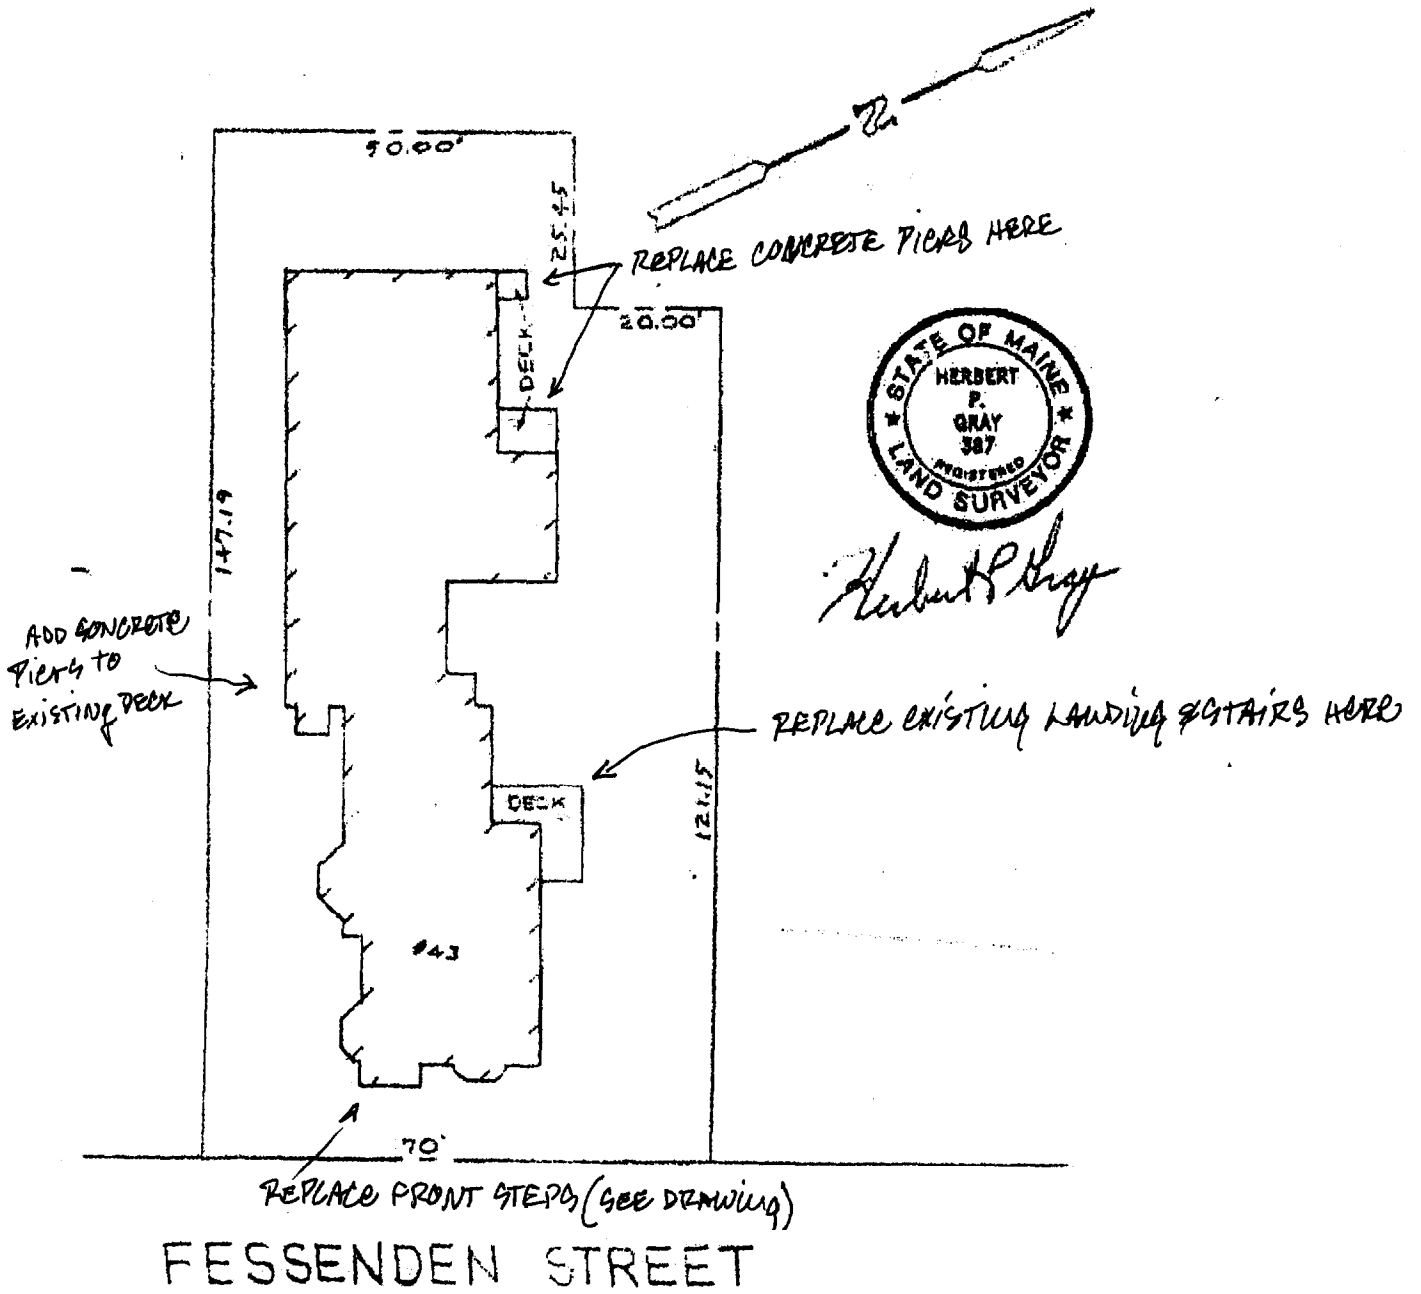 N
50.00'
25.45
REPLACE CONCRETE PIERS HERE
20.00'
DECK
STATE OF MAINE
HERBERT
P.
GRAY
387
REGISTERED
LAND SURVEYOR
147.19
Herbert P Gray
ADD CONCRETE
PIERS TO
EXISTING DECK
REPLACE EXISTING LANDING & STAIRS HERE
DECK
121.15
#43
70'
REPLACE FRONT STEPS (SEE DRAWING)
FESSENDEN STREET